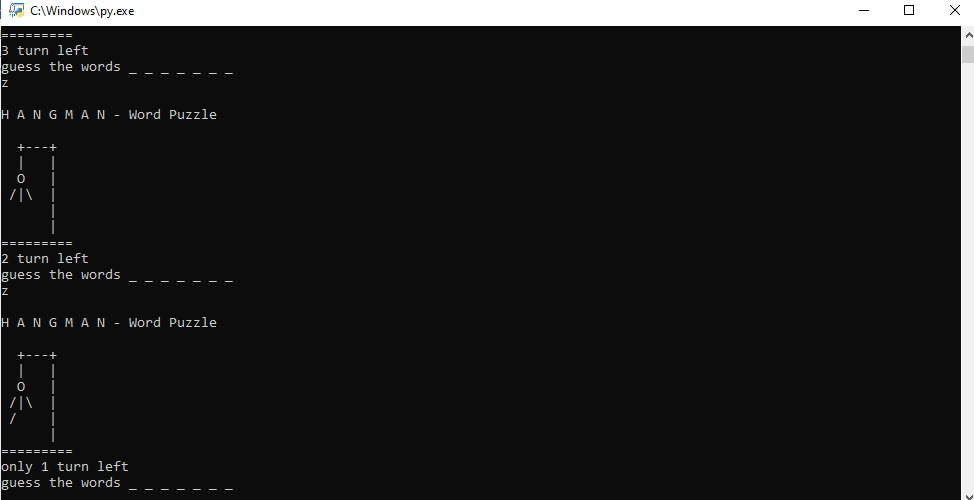 C:\Windows\py.exe
=========
3 turn left
guess the words _ _ _ _ _ _ _
z
H A N G M A N - Word Puzzle
  +---+
  |   |
  O   |
 /|\  |
      |
      |
=========
2 turn left
guess the words _ _ _ _ _ _ _
z
H A N G M A N - Word Puzzle
  +---+
  |   |
  O   |
 /|\  |
 /    |
      |
=========
only 1 turn left
guess the words _ _ _ _ _ _ _